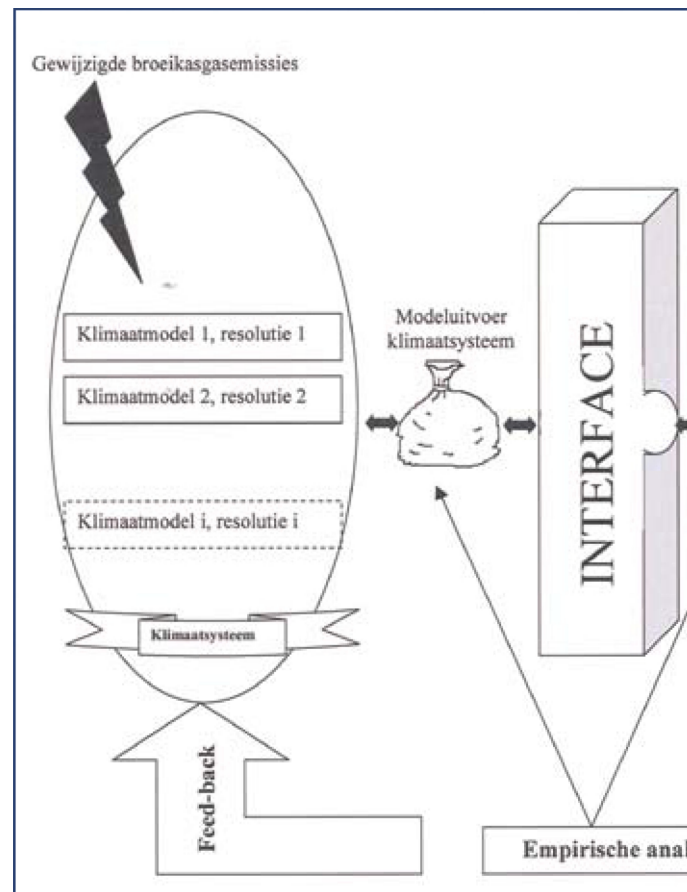 Gewijzigde broeikasgasemissies
Klimaatmodel 1, resolutie 1
Klimaatmodel 2, resolutie 2
Klimaatmodel i, resolutie i
Klimaatsysteem
Feed-back
Modeluitvoer
klimaatsysteem
INTERFACE
Empirische anal